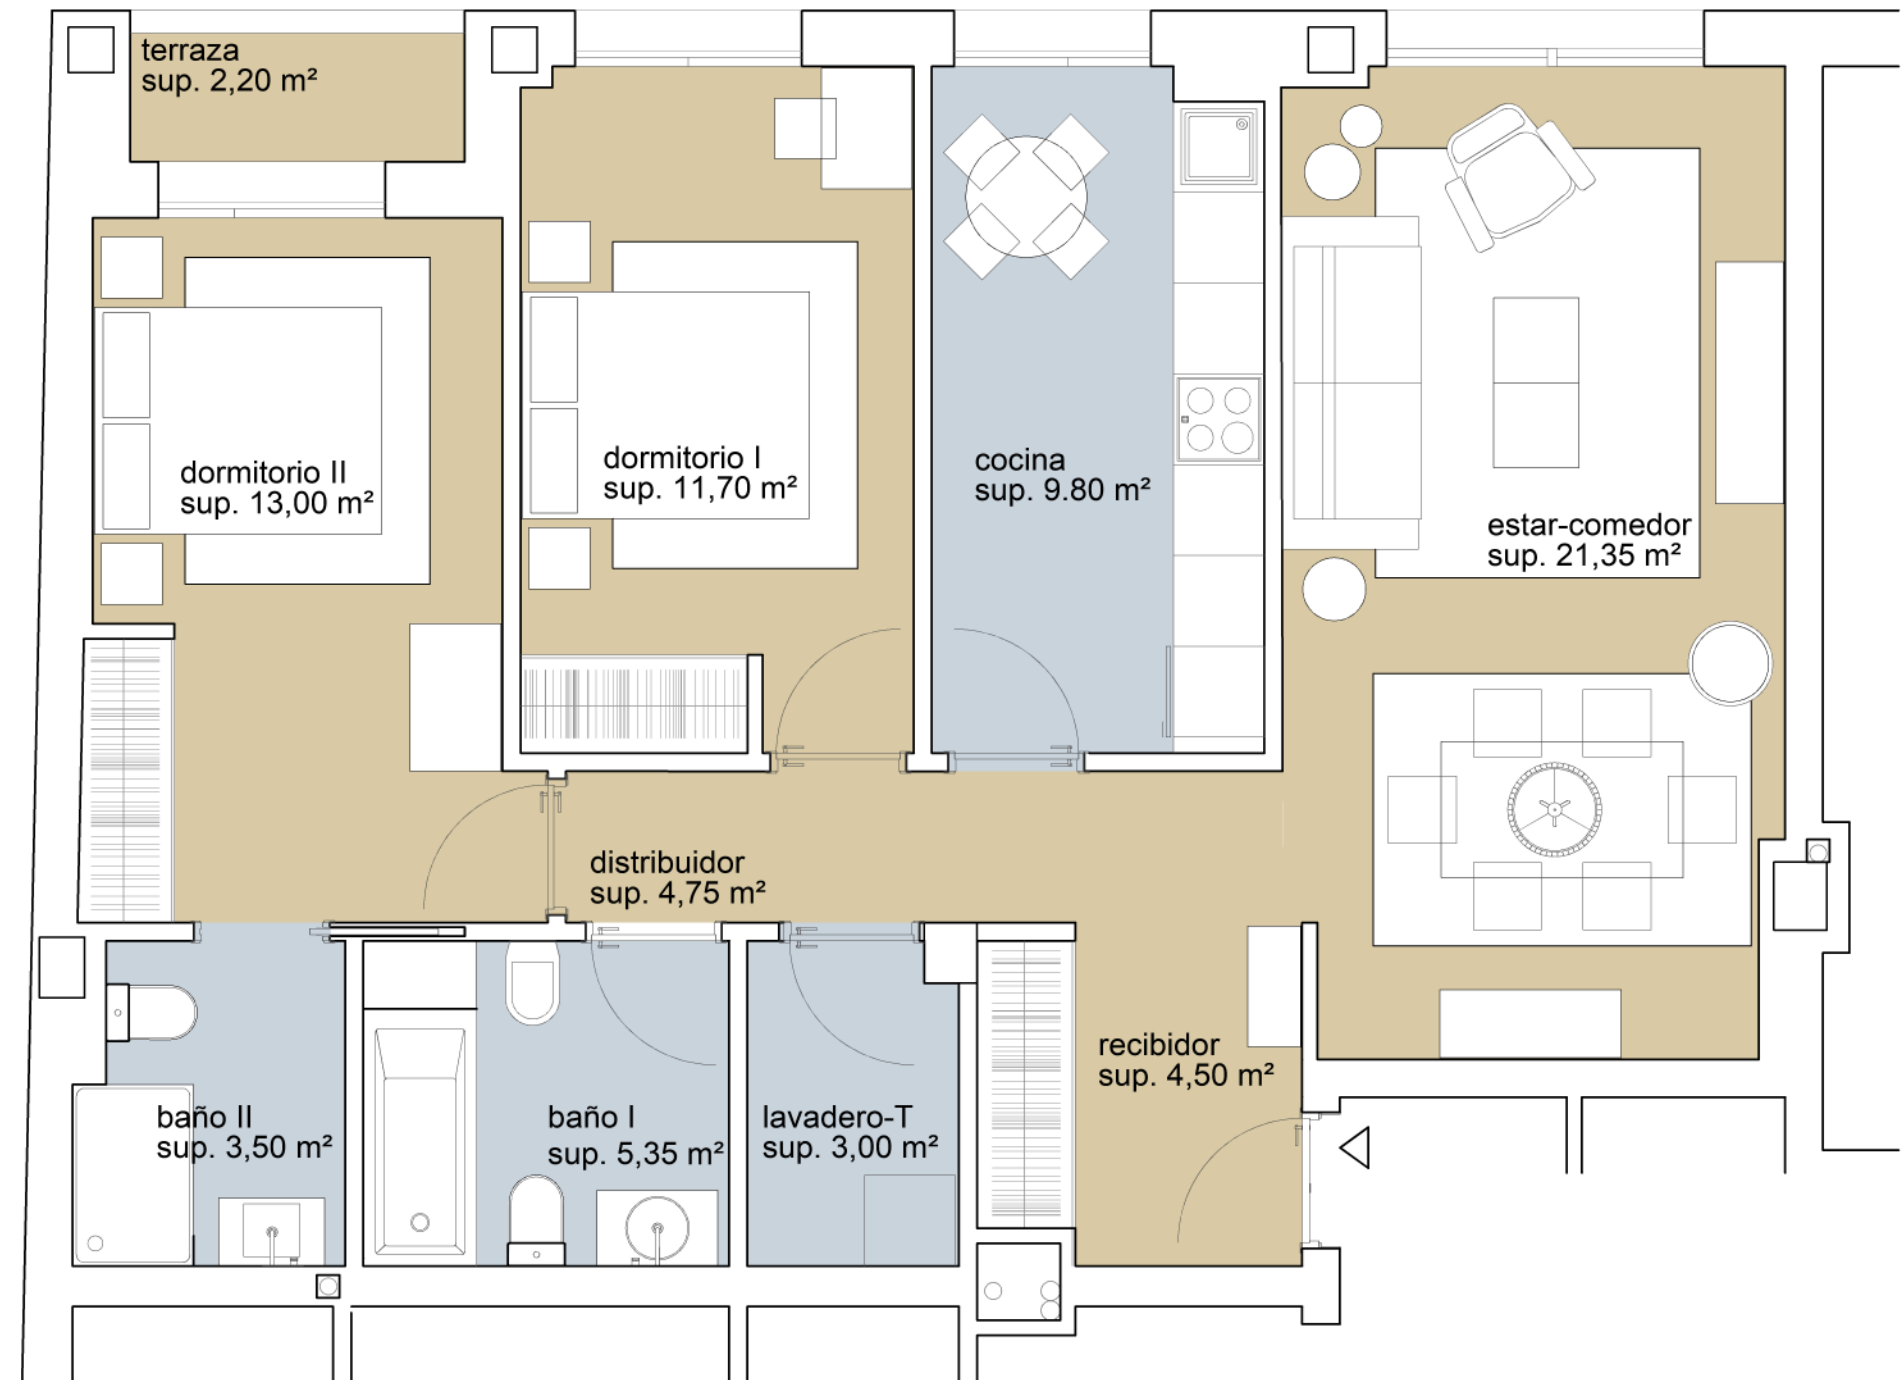 terraza
sup. 2,20 m²
dormitorio II
sup. 13,00 m²
dormitorio I
sup. 11,70 m²
cocina
sup. 9.80 m²
estar-comedor
sup. 21,35 m²
distribuidor
sup. 4,75 m²
recibidor
sup. 4,50 m²
baño II
sup. 3,50 m²
baño I
sup. 5,35 m²
lavadero-T
sup. 3,00 m²